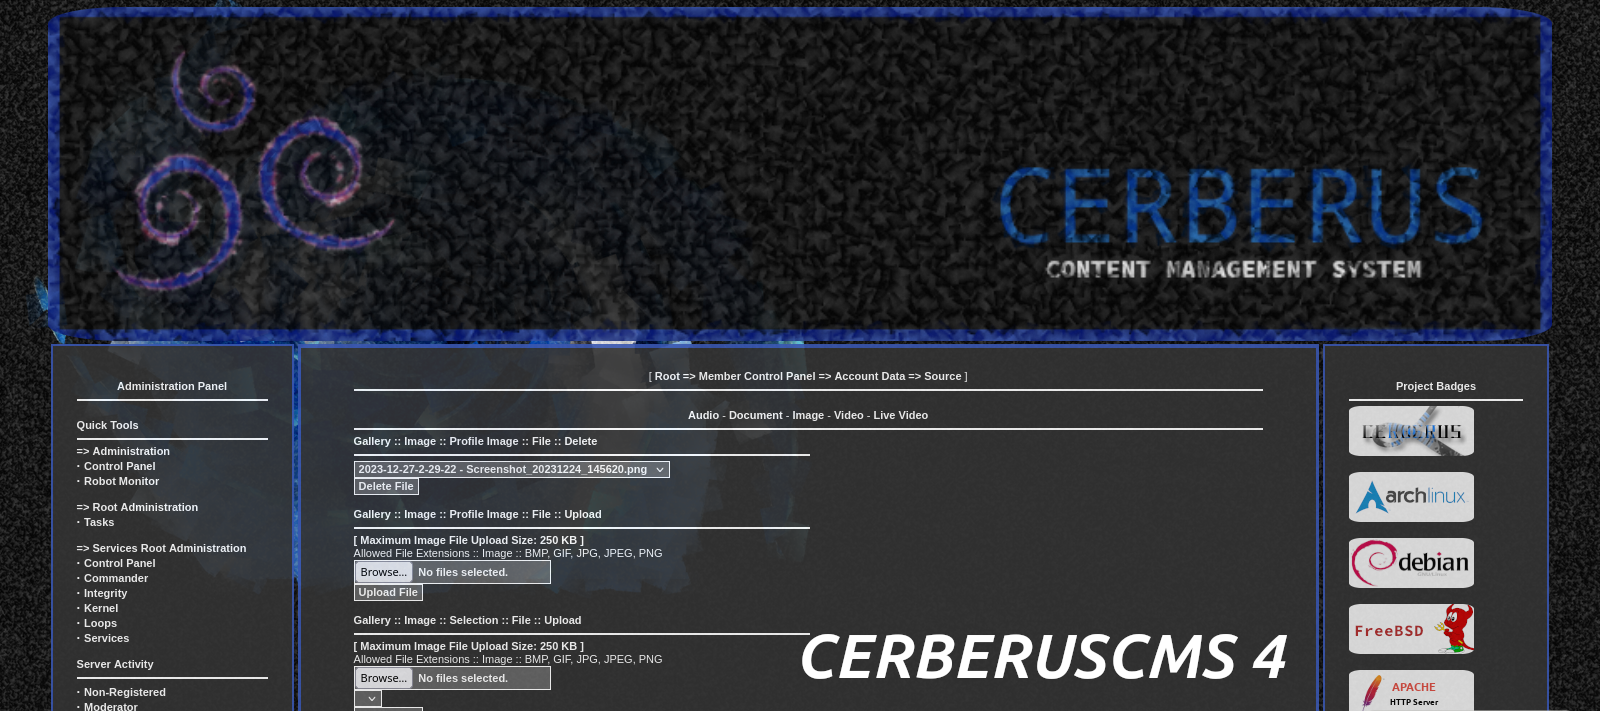 CERBERUS
CONTENT MANAGEMENT SYSTEM
Administration Panel
Quick Tools
=> Administration
· Control Panel
· Robot Monitor
=> Root Administration
· Tasks
=> Services Root Administration
· Control Panel
· Commander
· Integrity
· Kernel
· Loops
· Services
Server Activity
· Non-Registered
· Moderator
[ Root => Member Control Panel => Account Data => Source ]
Audio - Document - Image - Video - Live Video
Gallery :: Image :: Profile Image :: File :: Delete
2023-12-27-2-29-22 - Screenshot_20231224_145620.png
Delete File
Gallery :: Image :: Profile Image :: File :: Upload
[ Maximum Image File Upload Size: 250 KB ]
Allowed File Extensions :: Image :: BMP, GIF, JPG, JPEG, PNG
Browse... No files selected.
Upload File
Gallery :: Image :: Selection :: File :: Upload
[ Maximum Image File Upload Size: 250 KB ]
Allowed File Extensions :: Image :: BMP, GIF, JPG, JPEG, PNG
Browse... No files selected.
CERBERUSCMS 4
Project Badges
CERBERUS
archlinux
debian
FreeBSD
APACHE
HTTP Server